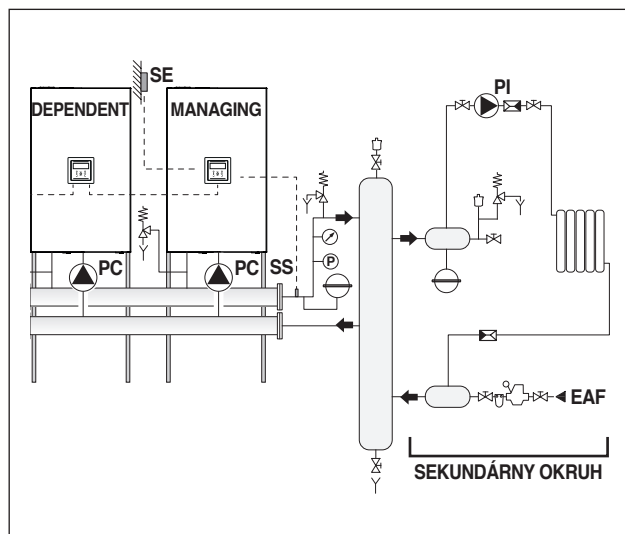 SE
PI
DEPENDENT
MANAGING
PC
PC
SS
P
EAF
SEKUNDÁRNY OKRUH